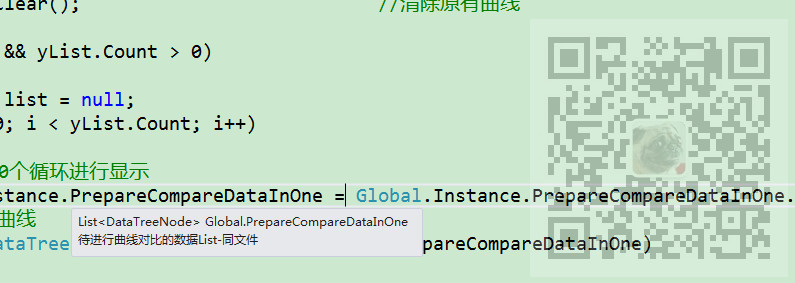 lear(); //清除原有曲线
&& yList.Count > 0)
list = null;
0; i < yList.Count; i++)
0个循环进行显示
stance.PrepareCompareDataInOne = Global.Instance.PrepareCompareDataInOne.
曲线
List<DataTreeNode> Global.PrepareCompareDataInOne
ataTree 待进行曲线对比的数据List-同文件 pareCompareDataInOne)